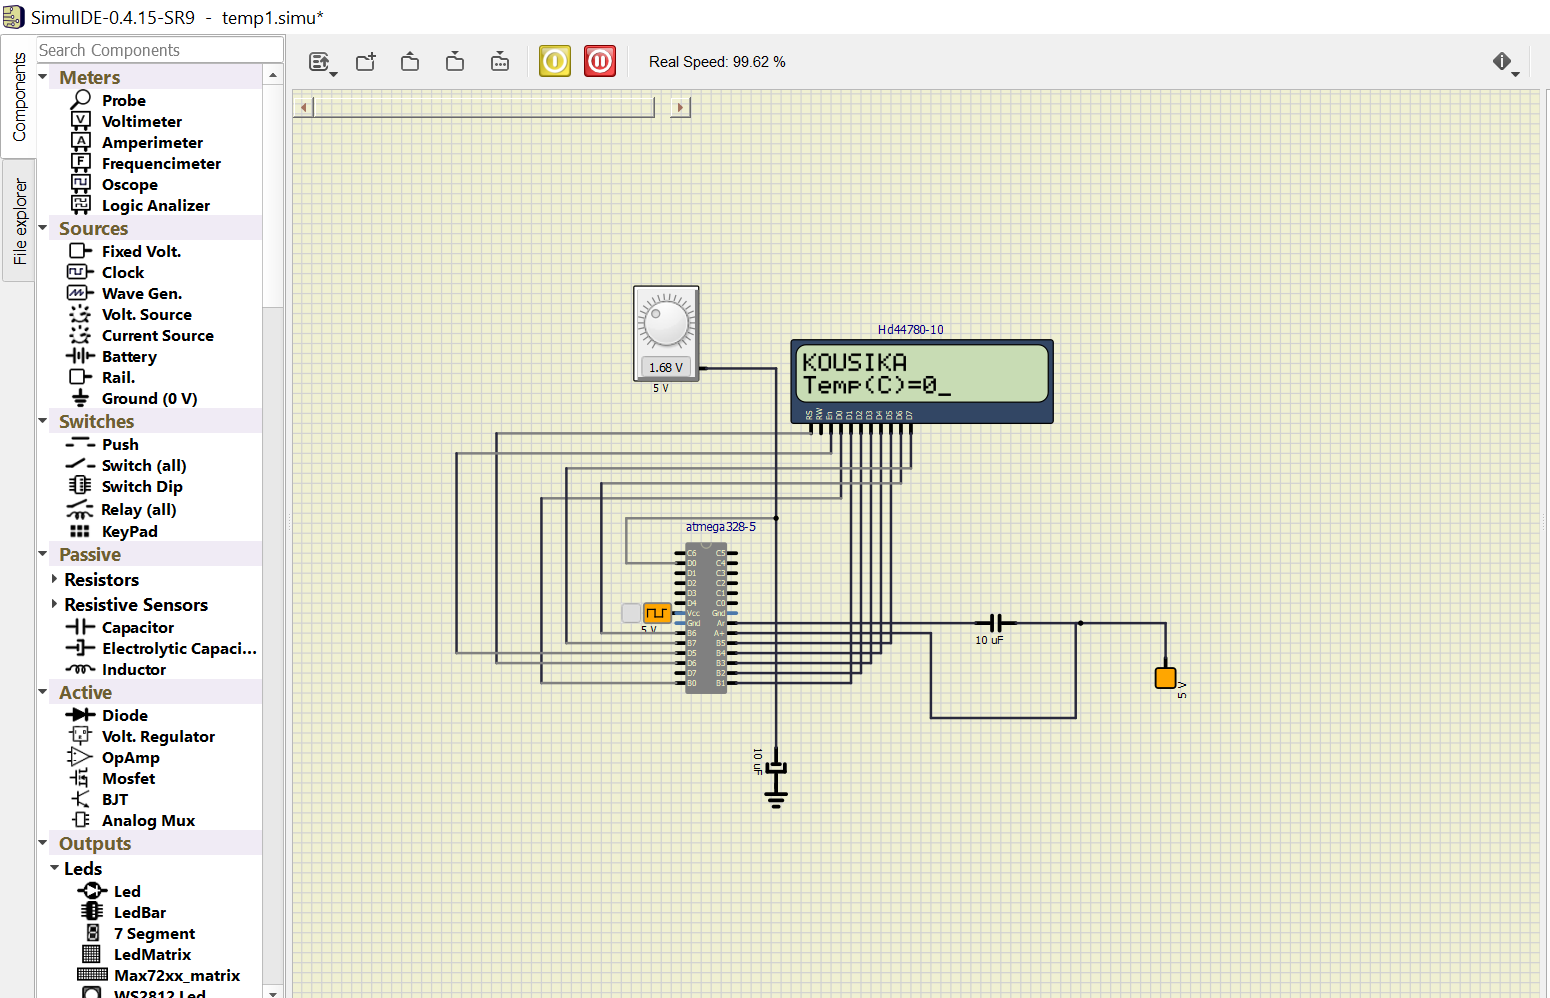 SimulIDE-0.4.15-SR9 - temp1.simu*
Components
File explorer
Search Components
Meters
Probe
Voltimeter
Amperimeter
Frequencimeter
Oscope
Logic Analizer
Sources
Fixed Volt.
Clock
Wave Gen.
Volt. Source
Current Source
Battery
Rail.
Ground (0 V)
Switches
Push
Switch (all)
Switch Dip
Relay (all)
KeyPad
Passive
Resistors
Resistive Sensors
Capacitor
Electrolytic Capaci...
Inductor
Active
Diode
Volt. Regulator
OpAmp
Mosfet
BJT
Analog Mux
Outputs
Leds
Led
LedBar
7 Segment
LedMatrix
Max72xx_matrix
WS2812 Led
Real Speed: 99.62 %
1.68 V
5 V
Hd44780-10
KOUSIKA
Temp(C)=0_
RS RW En D0 D1 D2 D3 D4 D5 D6 D7
atmega328-5
C6 C5
D0 C4
D1 C3
D2 C2
D3 C1
D4 C0
Vcc Gnd
Gnd Ar
B6 A+
B7 B5
D5 B4
D6 B3
D7 B2
B0 B1
5 V
10 uF
5 V
10 uF